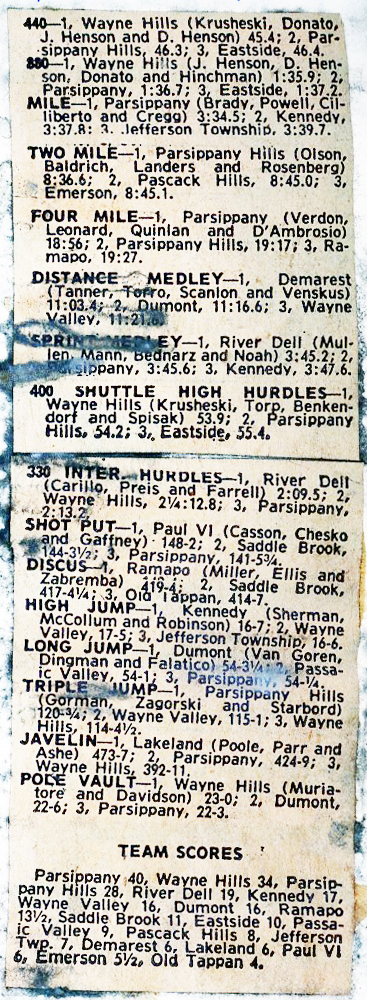 440—1, Wayne Hills (Krusheski, Donato,
J. Henson and D. Henson) 45.4; 2, Par-
sippany Hills, 46.3; 3, Eastside, 46.4.
880—1, Wayne Hills (J. Henson, D. Hen-
son, Donato and Hinchman) 1:35.9; 2,
Parsippany, 1:36.7; 3, Eastside, 1:37.2.
MILE—1, Parsippany (Brady, Powell, Cil-
liberto and Cregg) 3:34.5; 2, Kennedy,
3:37.8; 3, Jefferson Township, 3:39.7.
TWO MILE—1, Parsippany Hills (Olson,
Baldrich, Landers and Rosenberg)
8:36.6; 2, Pascack Hills, 8:45.0; 3,
Emerson, 8:45.1.
FOUR MILE—1, Parsippany (Verdon,
Leonard, Quinlan and D'Ambrosio)
18:56; 2, Parsippany Hills, 19:17; 3, Ra-
mapo, 19:27.
DISTANCE MEDLEY—1, Demarest
(Tanner, Torro, Scanlon and Venskus)
11:03.4; 2, Dumont, 11:16.6; 3, Wayne
Valley, 11:21.8
SPRINT MEDLEY—1, River Dell (Mul-
len, Mann, Bednarz and Noah) 3:45.2; 2,
Parsippany, 3:45.6; 3, Kennedy, 3:47.6.
400 SHUTTLE HIGH HURDLES—1,
Wayne Hills (Krusheski, Torp, Benken-
dorf and Spisak) 53.9; 2, Parsippany
Hills, 54.2; 3, Eastside, 55.4.
330 INTER. HURDLES—1, River Dell
(Carillo, Preis and Farrell) 2:09.5; 2,
Wayne Hills, 2¼:12.8; 3, Parsippany,
2:13.2.
SHOT PUT—1, Paul VI (Casson, Chesko
and Gaffney) 148-2; 2, Saddle Brook,
144-3½; 3, Parsippany, 141-5¾.
DISCUS—1, Ramapo (Miller, Ellis and
Zabremba) 419-4; 2, Saddle Brook,
417-4¼; 3, Old Tappan, 414-7.
HIGH JUMP—1, Kennedy (Sherman,
McCollum and Robinson) 16-7; 2, Wayne
Valley, 17-5; 3, Jefferson Township, 16-6.
LONG JUMP—1, Dumont (Van Goren,
Dingman and Falatico) 54-3¼; 2, Passa-
ic Valley, 54-1; 3, Parsippany, 54-¼.
TRIPLE JUMP—1, Parsippany Hills
(Gorman, Zagorski and Starbord)
120-¾; 2, Wayne Valley, 115-1; 3, Wayne
Hills, 114-4½.
JAVELIN—1, Lakeland (Poole, Parr and
Ashe) 473-7; 2, Parsippany, 424-9; 3,
Wayne Hills, 392-11.
POLE VAULT—1, Wayne Hills (Muria-
tore and Davidson) 23-0; 2, Dumont,
22-6; 3, Parsippany, 22-3.
TEAM SCORES
Parsippany 40, Wayne Hills 34, Parsip-
pany Hills 28, River Dell 19, Kennedy 17,
Wayne Valley 16, Dumont 16, Ramapo
13½, Saddle Brook 11, Eastside 10, Passa-
ic Valley 9, Pascack Hills 8, Jefferson
Twp. 7, Demarest 6, Lakeland 6, Paul VI
6, Emerson 5½, Old Tappan 4.